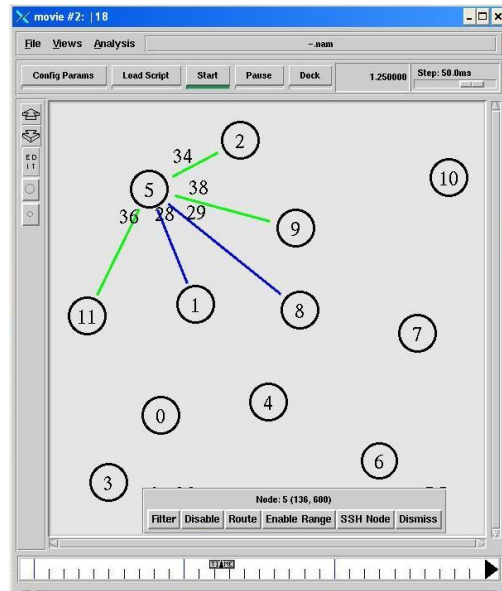 movie #2: |18
File Views Analysis ~.nam
Config Params Load Script Start Pause Dock 1.250000 Step: 50.0ms
ED
IT
2
34
5
38
10
36 28 29
9
1
8
11
7
4
0
6
3
Node: 5 (136, 600)
Filter Disable Route Enable Range SSH Node Dismiss